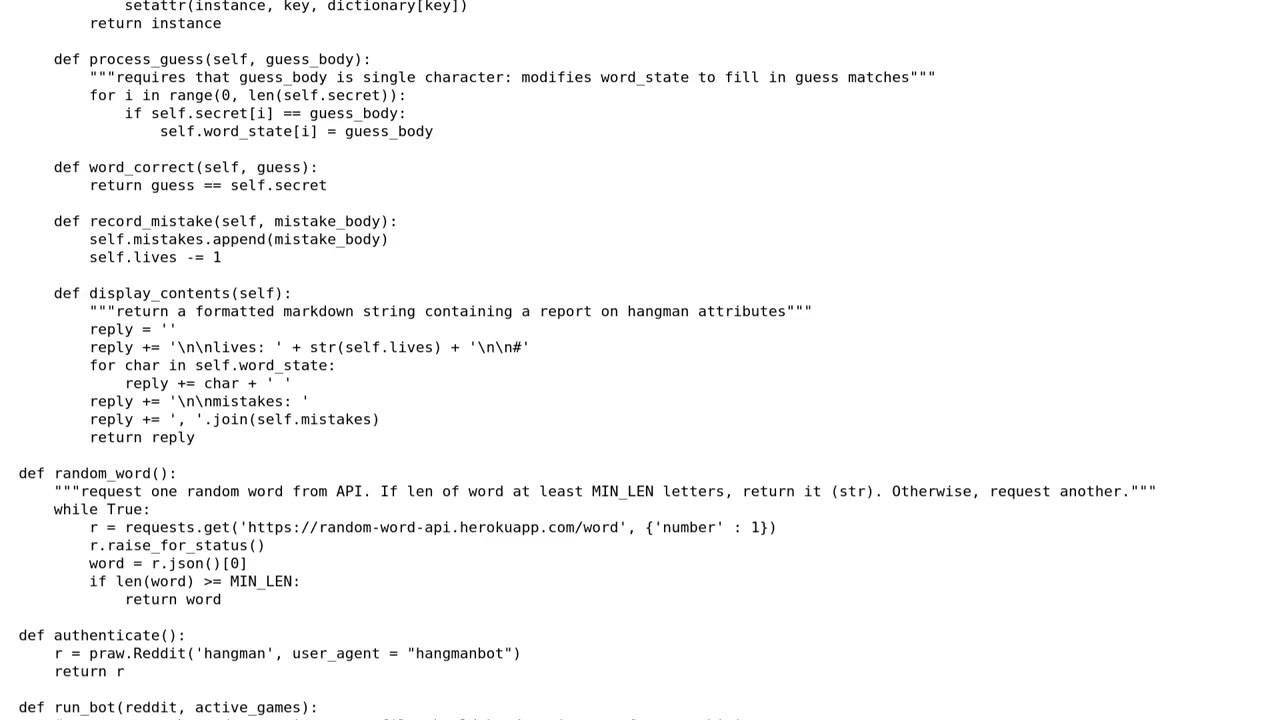 setattr(instance, key, dictionary[key])
        return instance

    def process_guess(self, guess_body):
        """requires that guess_body is single character: modifies word_state to fill in guess matches"""
        for i in range(0, len(self.secret)):
            if self.secret[i] == guess_body:
                self.word_state[i] = guess_body

    def word_correct(self, guess):
        return guess == self.secret

    def record_mistake(self, mistake_body):
        self.mistakes.append(mistake_body)
        self.lives -= 1

    def display_contents(self):
        """return a formatted markdown string containing a report on hangman attributes"""
        reply = ''
        reply += '\n\nlives: ' + str(self.lives) + '\n\n#'
        for char in self.word_state:
            reply += char + ' '
        reply += '\n\nmistakes: '
        reply += ', '.join(self.mistakes)
        return reply

def random_word():
    """request one random word from API. If len of word at least MIN_LEN letters, return it (str). Otherwise, request another."""
    while True:
        r = requests.get('https://random-word-api.herokuapp.com/word', {'number' : 1})
        r.raise_for_status()
        word = r.json()[0]
        if len(word) >= MIN_LEN:
            return word

def authenticate():
    r = praw.Reddit('hangman', user_agent = "hangmanbot")
    return r

def run_bot(reddit, active_games):